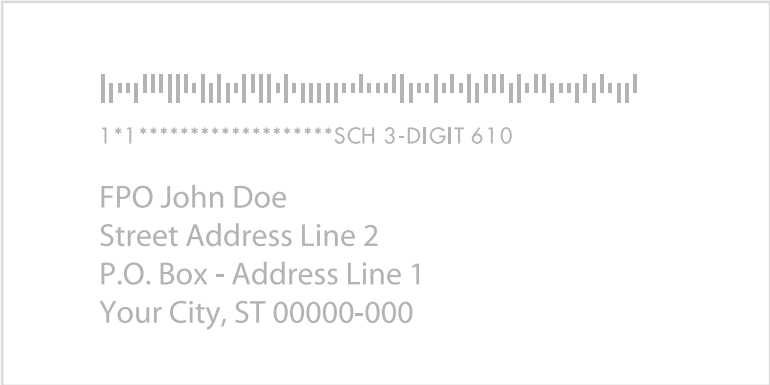 1*1*******************SCH 3-DIGIT 610
FPO John Doe
Street Address Line 2
P.O. Box - Address Line 1
Your City, ST 00000-000